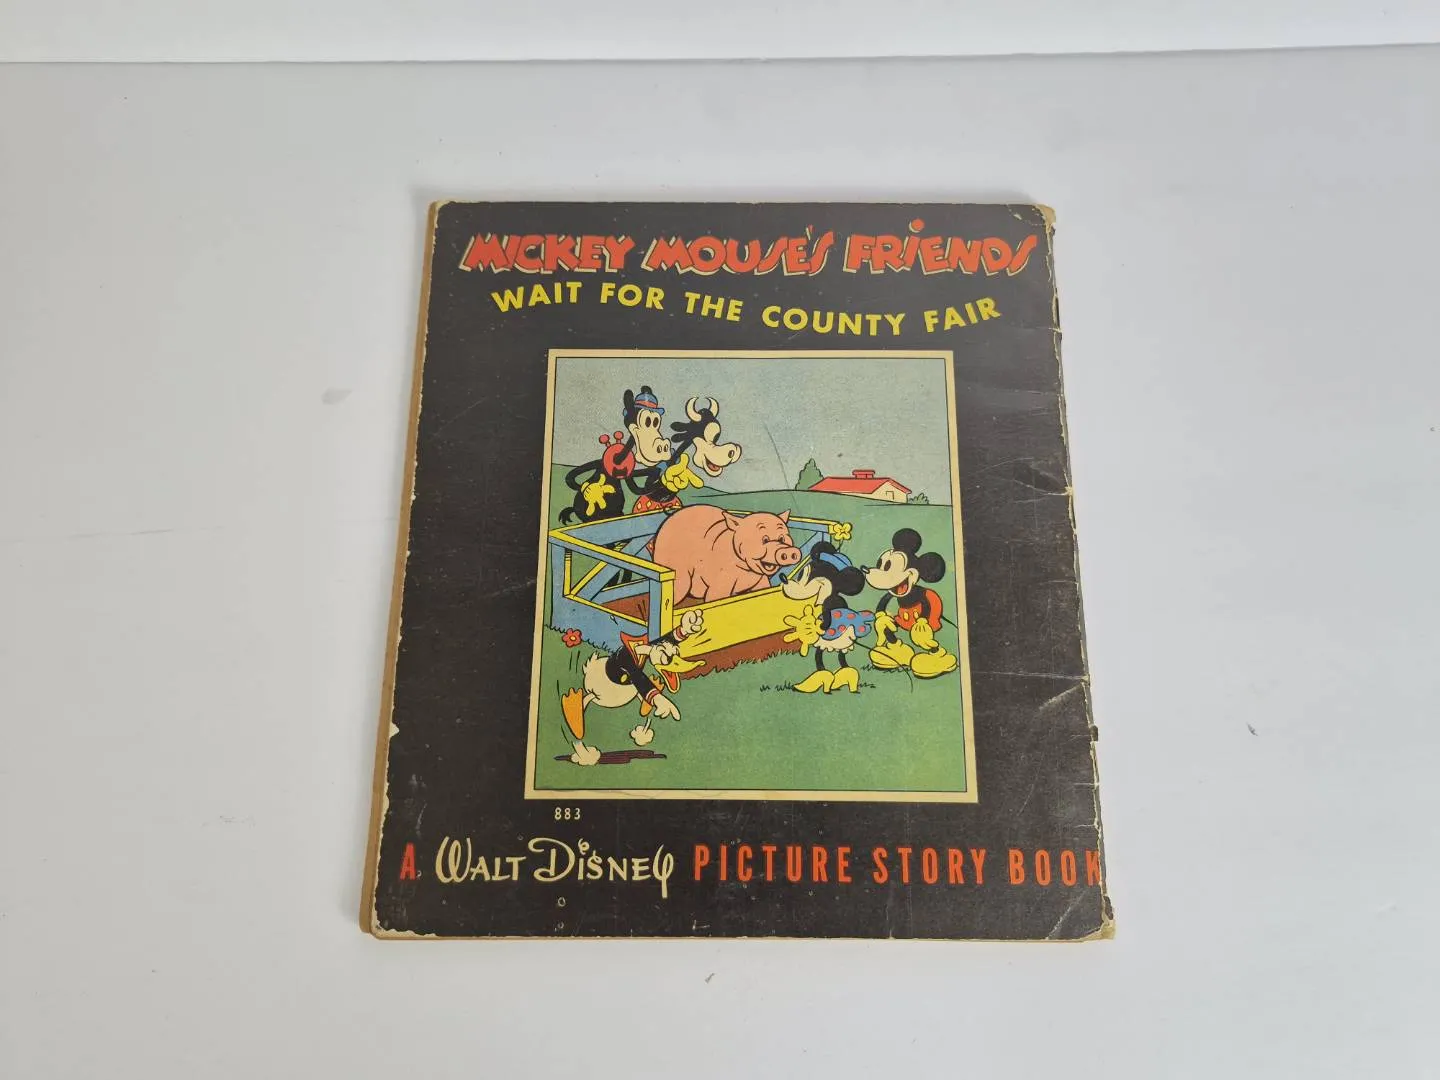 MICKEY MOUSE'S FRIENDS
WAIT FOR THE COUNTY FAIR
883
A WALT DISNEY PICTURE STORY BOOK